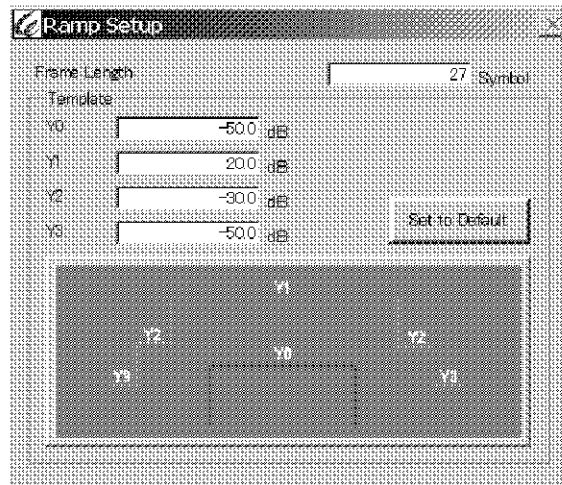 Ramp Setup
Frame Length 27 Symbol
Template
Y0 -50.0 dB
Y1 20.0 dB
Y2 -30.0 dB
Y3 -50.0 dB
Set to Default
Y1
Y2 Y0 Y2
Y3 Y3